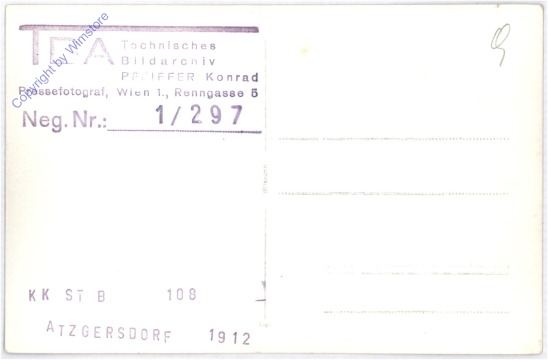 TBA Technisches
Bildarchiv
PFEIFFER Konrad
Pressefotograf, Wien 1., Renngasse 5
Neg. Nr.: 1/297
Copyright by Wimstore
KK ST B 108
ATZGERSDORF 1912